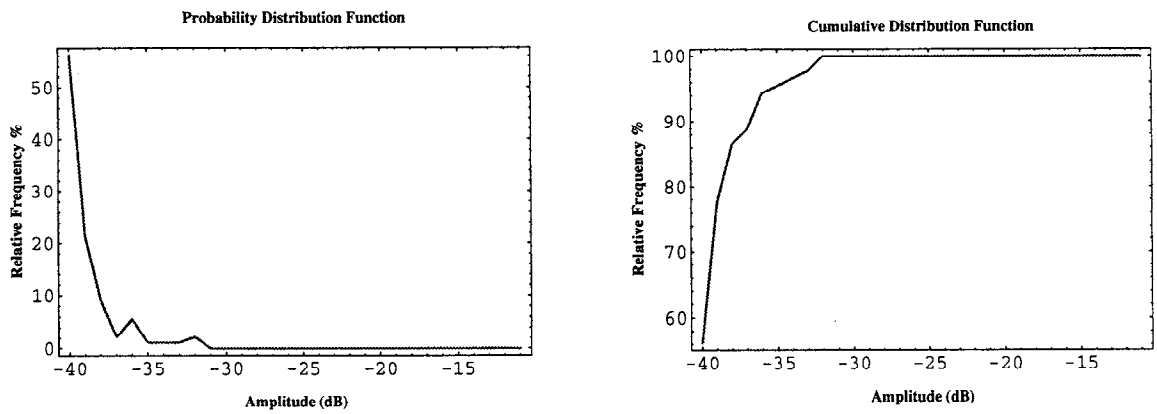 Probability Distribution Function
Relative Frequency %
50
40
30
20
10
0
-40 -35 -30 -25 -20 -15
Amplitude (dB)
Cumulative Distribution Function
Relative Frequency %
100
90
80
70
60
-40 -35 -30 -25 -20 -15
Amplitude (dB)